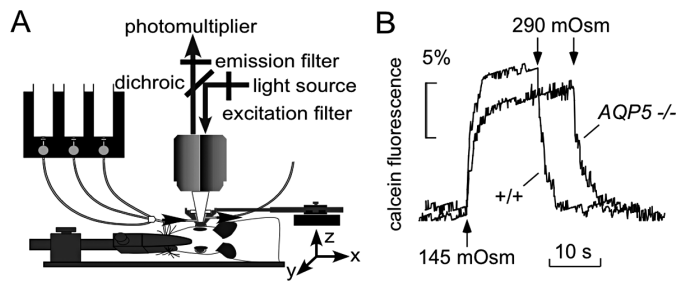 A
photomultiplier
emission filter
dichroic
light source
excitation filter
z
x
y
B
290 mOsm
5%
calcein fluorescence
AQP5 -/-
+/+
145 mOsm
10 s